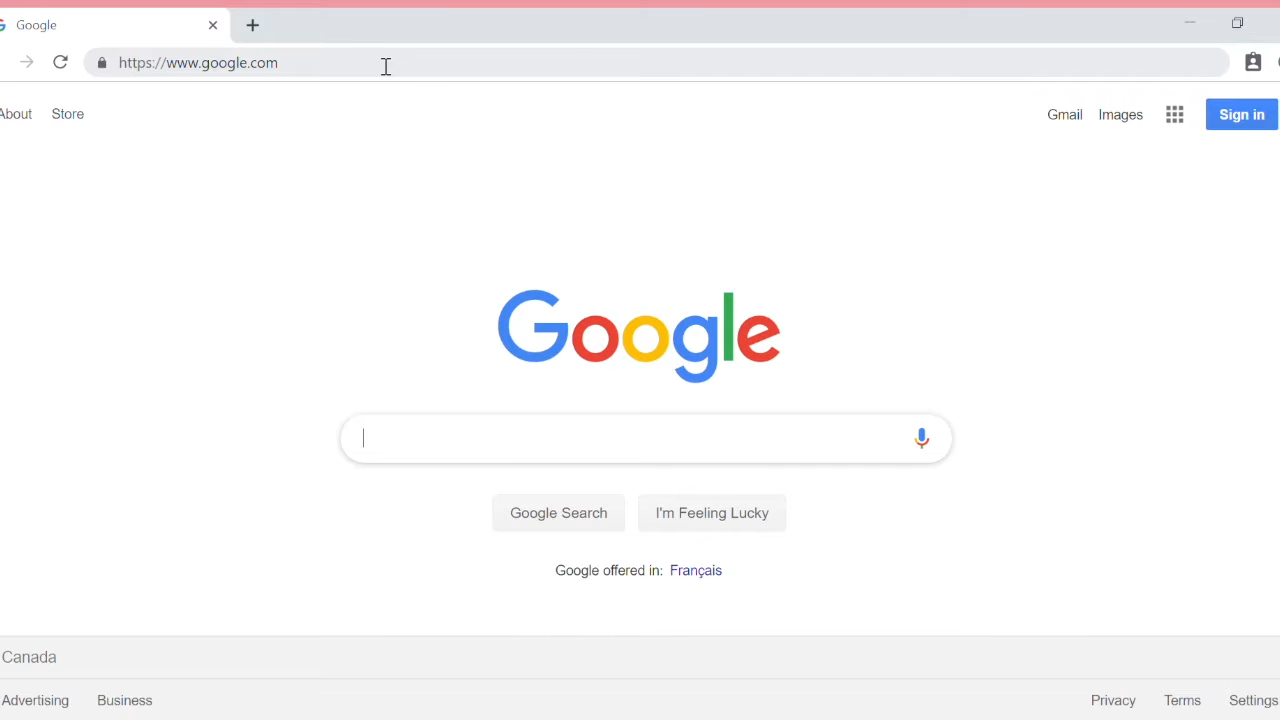 Google
https://www.google.com
About Store Gmail Images Sign in
Google
Google Search I'm Feeling Lucky
Google offered in: Français
Canada
Advertising Business Privacy Terms Settings